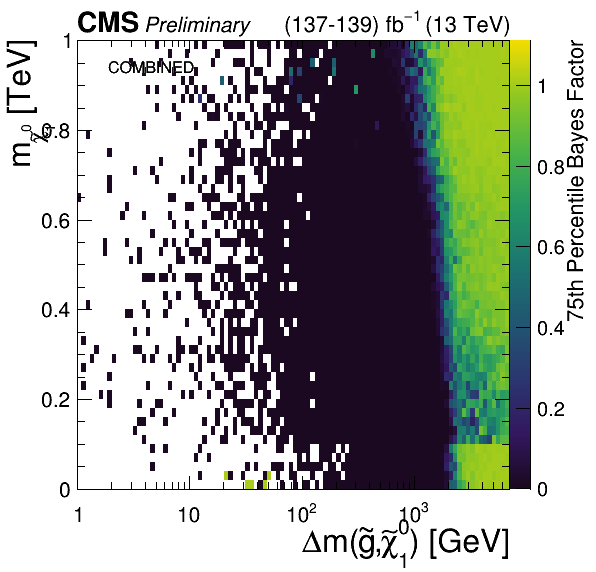 CMS Preliminary (137-139) fb⁻¹ (13 TeV)
COMBINED
m_χ̃₁⁰ [TeV]
1
0.8
0.6
0.4
0.2
0
1 10 10² 10³
Δm(g̃,χ̃₁⁰) [GeV]
1
0.8
0.6
0.4
0.2
0
75th Percentile Bayes Factor